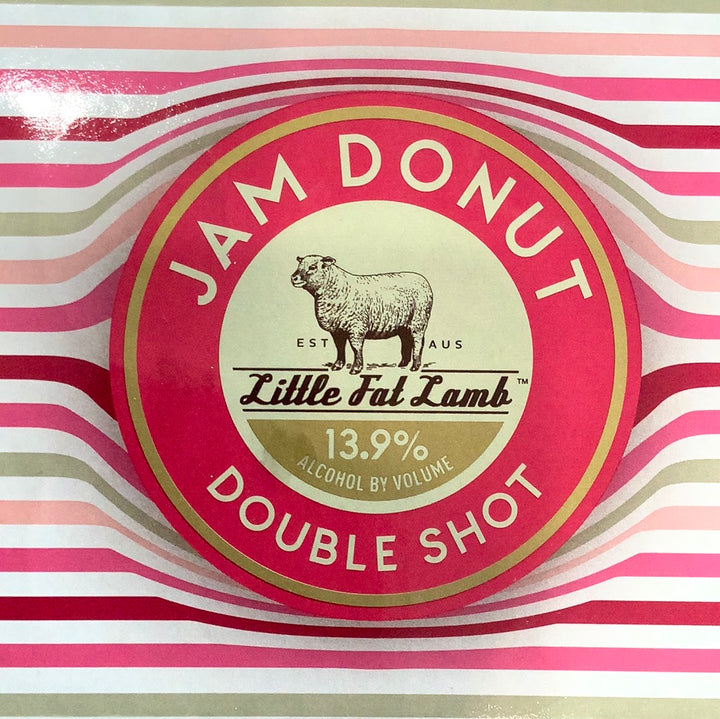 JAM DONUT
EST AUS
Little Fat Lamb™
13.9%
ALCOHOL BY VOLUME
DOUBLE SHOT